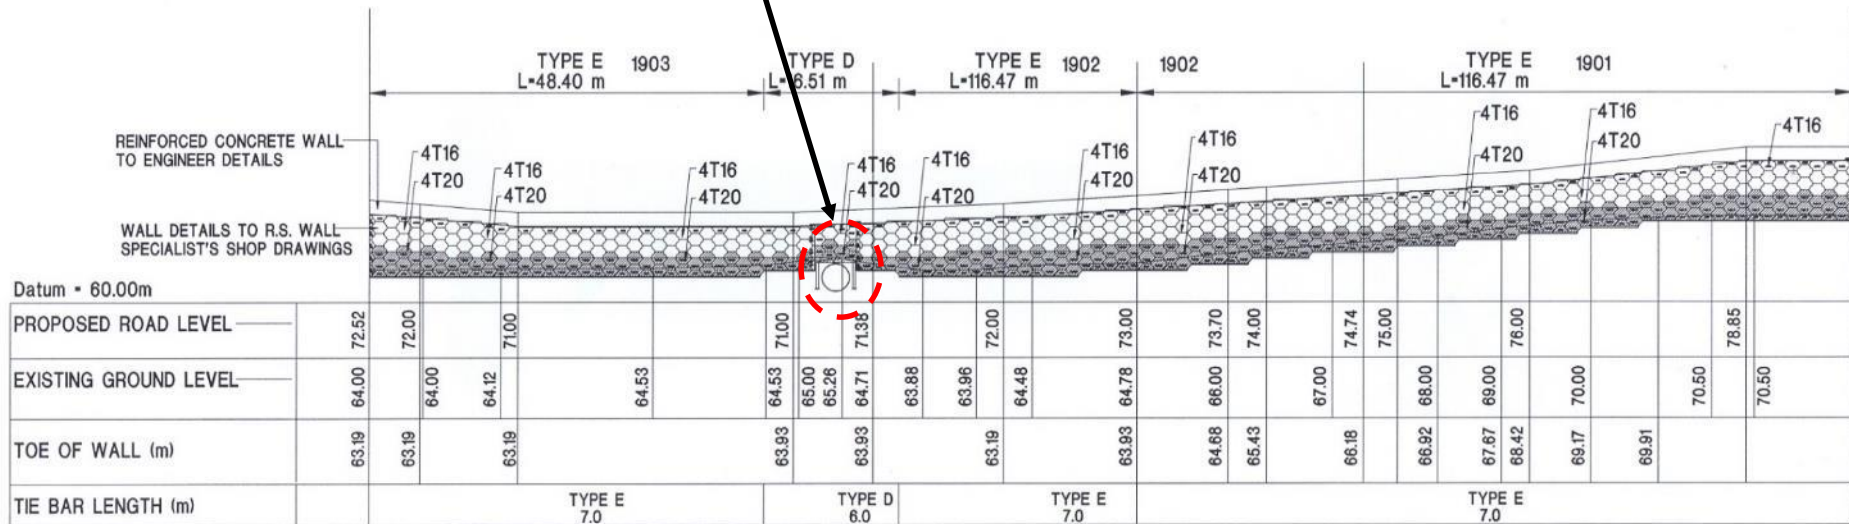 TYPE E 1903 TYPE D TYPE E 1902 1902 TYPE E 1901
L=48.40 m L=6.51 m L=116.47 m L=116.47 m
REINFORCED CONCRETE WALL
TO ENGINEER DETAILS
4T16 4T16 4T16 4T16 4T16 4T16 4T16 4T16 4T16 4T16
4T20 4T20 4T20 4T20 4T20 4T20 4T20 4T20 4T20
WALL DETAILS TO R.S. WALL
SPECIALIST'S SHOP DRAWINGS
Datum = 60.00m
PROPOSED ROAD LEVEL 72.52 72.00 71.00 71.00 71.38 72.00 73.00 73.70 74.00 74.74 75.00 76.00 78.85
EXISTING GROUND LEVEL 64.00 64.00 64.12 64.53 64.53 65.00 65.26 64.71 63.88 63.96 64.48 64.78 66.00 67.00 68.00 69.00 70.00 70.50 70.50
TOE OF WALL (m) 63.19 63.19 63.19 63.93 63.93 63.19 63.93 64.68 65.43 66.18 66.92 67.67 68.42 69.17 69.91
TIE BAR LENGTH (m) TYPE E TYPE D TYPE E TYPE E
7.0 6.0 7.0 7.0